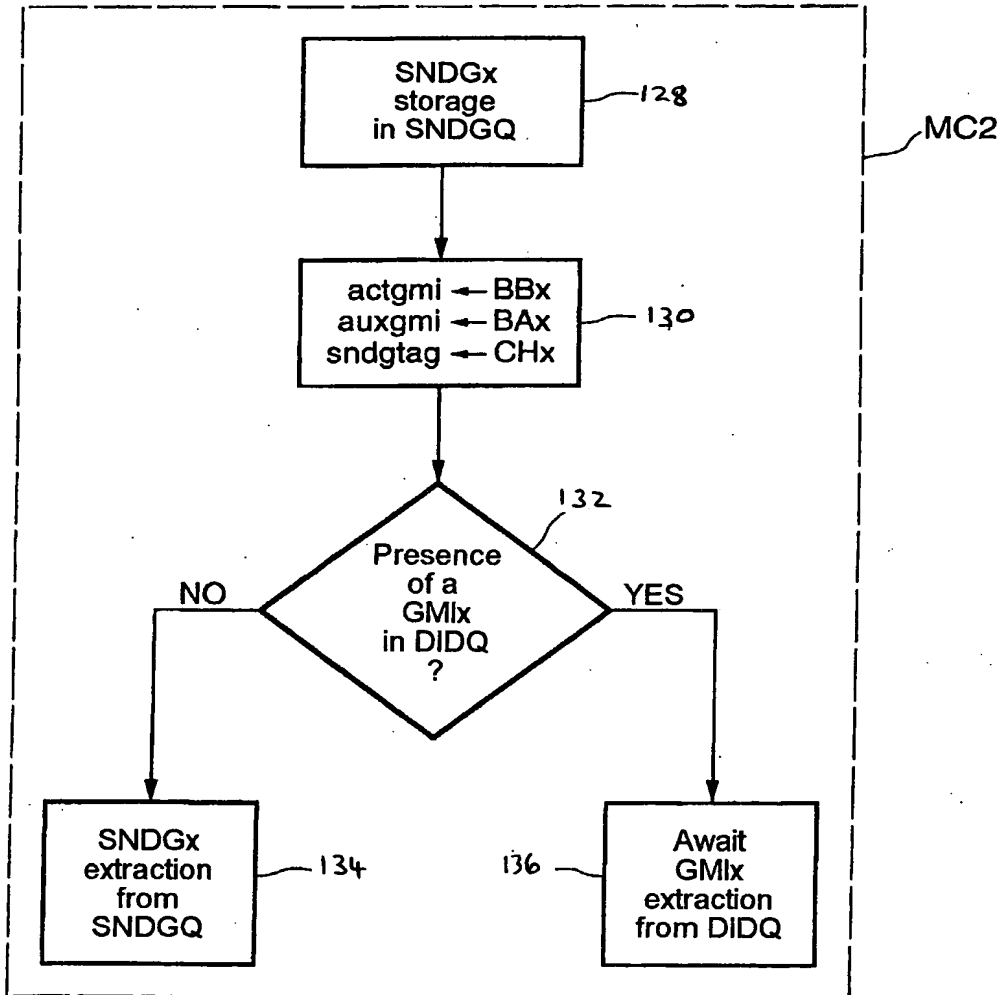 SNDGx
storage
in SNDGQ
128
MC2
actgmi ← BBx
auxgmi ← BAx
sndgtag ← CHx
130
132
Presence
of a
GMIx
in DIDQ
?
NO
YES
SNDGx
extraction
from
SNDGQ
134
136
Await
GMIx
extraction
from DIDQ